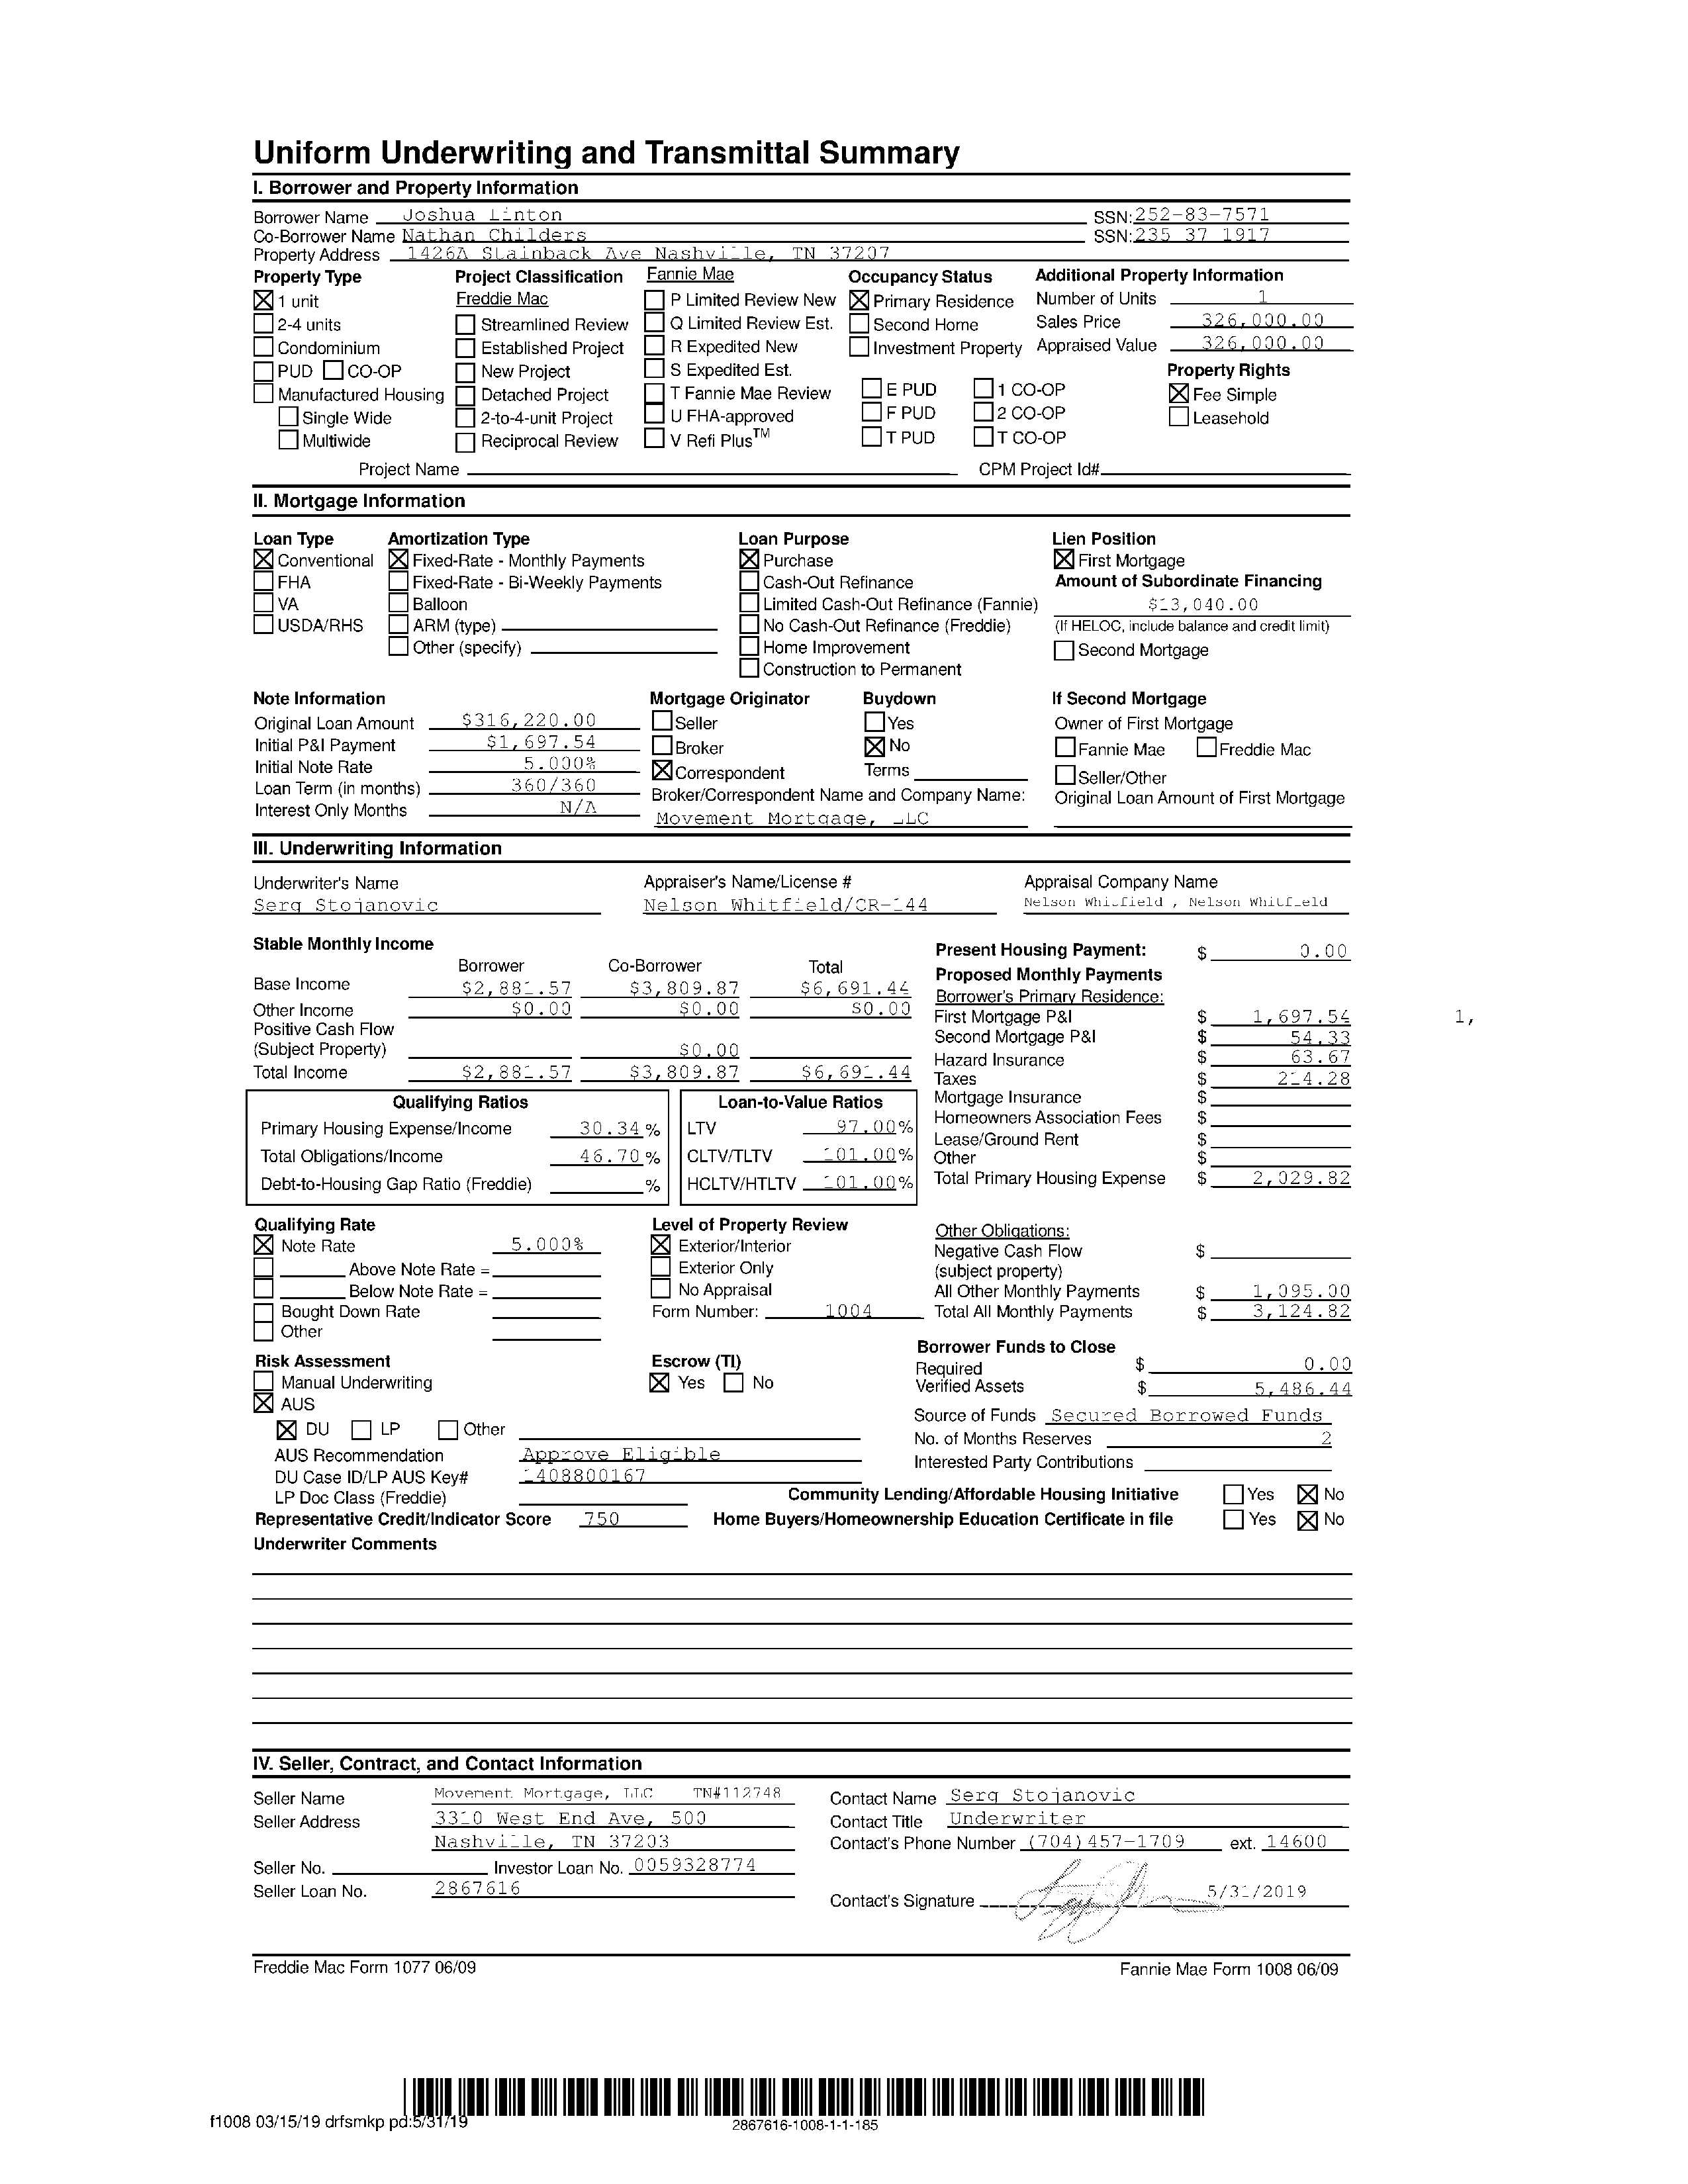 Uniform Underwriting and Transmittal Summary
I. Borrower and Property Information
Borrower Name Joshua Linton SSN: 252-83-7571
Co-Borrower Name Nathan Childers SSN: 235 37 1917
Property Address 1426A Stainback Ave Nashville, TN 37207
Property Type Project Classification Fannie Mae Occupancy Status Additional Property Information
1 unit Freddie Mac P Limited Review New Primary Residence Number of Units 1
2-4 units Streamlined Review Q Limited Review Est. Second Home Sales Price 326,000.00
Condominium Established Project R Expedited New Investment Property Appraised Value 326,000.00
PUD CO-OP New Project S Expedited Est. Property Rights
Manufactured Housing Detached Project T Fannie Mae Review E PUD 1 CO-OP Fee Simple
Single Wide 2-to-4-unit Project U FHA-approved F PUD 2 CO-OP Leasehold
Multiwide Reciprocal Review V Refi Plus™ T PUD T CO-OP
Project Name CPM Project Id#
II. Mortgage Information
Loan Type Amortization Type Loan Purpose Lien Position
Conventional Fixed-Rate - Monthly Payments Purchase First Mortgage
FHA Fixed-Rate - Bi-Weekly Payments Cash-Out Refinance Amount of Subordinate Financing
VA Balloon Limited Cash-Out Refinance (Fannie) $13,040.00
USDA/RHS ARM (type) No Cash-Out Refinance (Freddie) (If HELOC, include balance and credit limit)
Other (specify) Home Improvement Second Mortgage
Construction to Permanent
Note Information Mortgage Originator Buydown If Second Mortgage
Original Loan Amount $316,220.00 Seller Yes Owner of First Mortgage
Initial P&I Payment $1,697.54 Broker No Fannie Mae Freddie Mac
Initial Note Rate 5.000% Correspondent Terms Seller/Other
Loan Term (in months) 360/360 Broker/Correspondent Name and Company Name: Original Loan Amount of First Mortgage
Interest Only Months N/A Movement Mortgage, LLC
III. Underwriting Information
Underwriter's Name Appraiser's Name/License # Appraisal Company Name
Serg Stojanovic Nelson Whitfield/CR-144 Nelson Whitfield , Nelson Whitfield
Stable Monthly Income Present Housing Payment: $ 0.00
Borrower Co-Borrower Total Proposed Monthly Payments
Base Income $2,881.57 $3,809.87 $6,691.44 Borrower's Primary Residence:
Other Income $0.00 $0.00 $0.00 First Mortgage P&I $ 1,697.54 1,
Positive Cash Flow Second Mortgage P&I $ 54.33
(Subject Property) $0.00 Hazard Insurance $ 63.67
Total Income $2,881.57 $3,809.87 $6,691.44 Taxes $ 214.28
Qualifying Ratios Loan-to-Value Ratios Mortgage Insurance $
Homeowners Association Fees $
Primary Housing Expense/Income 30.34 % LTV 97.00% Lease/Ground Rent $
Total Obligations/Income 46.70 % CLTV/TLTV 101.00% Other $
Debt-to-Housing Gap Ratio (Freddie) % HCLTV/HTLTV 101.00% Total Primary Housing Expense $ 2,029.82
Qualifying Rate Level of Property Review Other Obligations:
Note Rate 5.000% Exterior/Interior Negative Cash Flow $
Above Note Rate = Exterior Only (subject property)
Below Note Rate = No Appraisal All Other Monthly Payments $ 1,095.00
Bought Down Rate Form Number: 1004 Total All Monthly Payments $ 3,124.82
Other
Borrower Funds to Close
Risk Assessment Escrow (TI) Required $ 0.00
Manual Underwriting Yes No Verified Assets $ 5,486.44
AUS
Source of Funds Secured Borrowed Funds
DU LP Other No. of Months Reserves 2
AUS Recommendation Approve Eligible Interested Party Contributions
DU Case ID/LP AUS Key# 1408800167
LP Doc Class (Freddie) Community Lending/Affordable Housing Initiative Yes No
Representative Credit/Indicator Score 750 Home Buyers/Homeownership Education Certificate in file Yes No
Underwriter Comments
IV. Seller, Contract, and Contact Information
Seller Name Movement Mortgage, LLC TN#112748 Contact Name Serg Stojanovic
Seller Address 3310 West End Ave, 500 Contact Title Underwriter
Nashville, TN 37203 Contact's Phone Number (704)457-1709 ext. 14600
Seller No. Investor Loan No. 0059328774
Seller Loan No. 2867616 Contact's Signature 5/31/2019
Freddie Mac Form 1077 06/09 Fannie Mae Form 1008 06/09
f1008 03/15/19 drfsmkp pd:5/31/19 2867616-1008-1-1-185